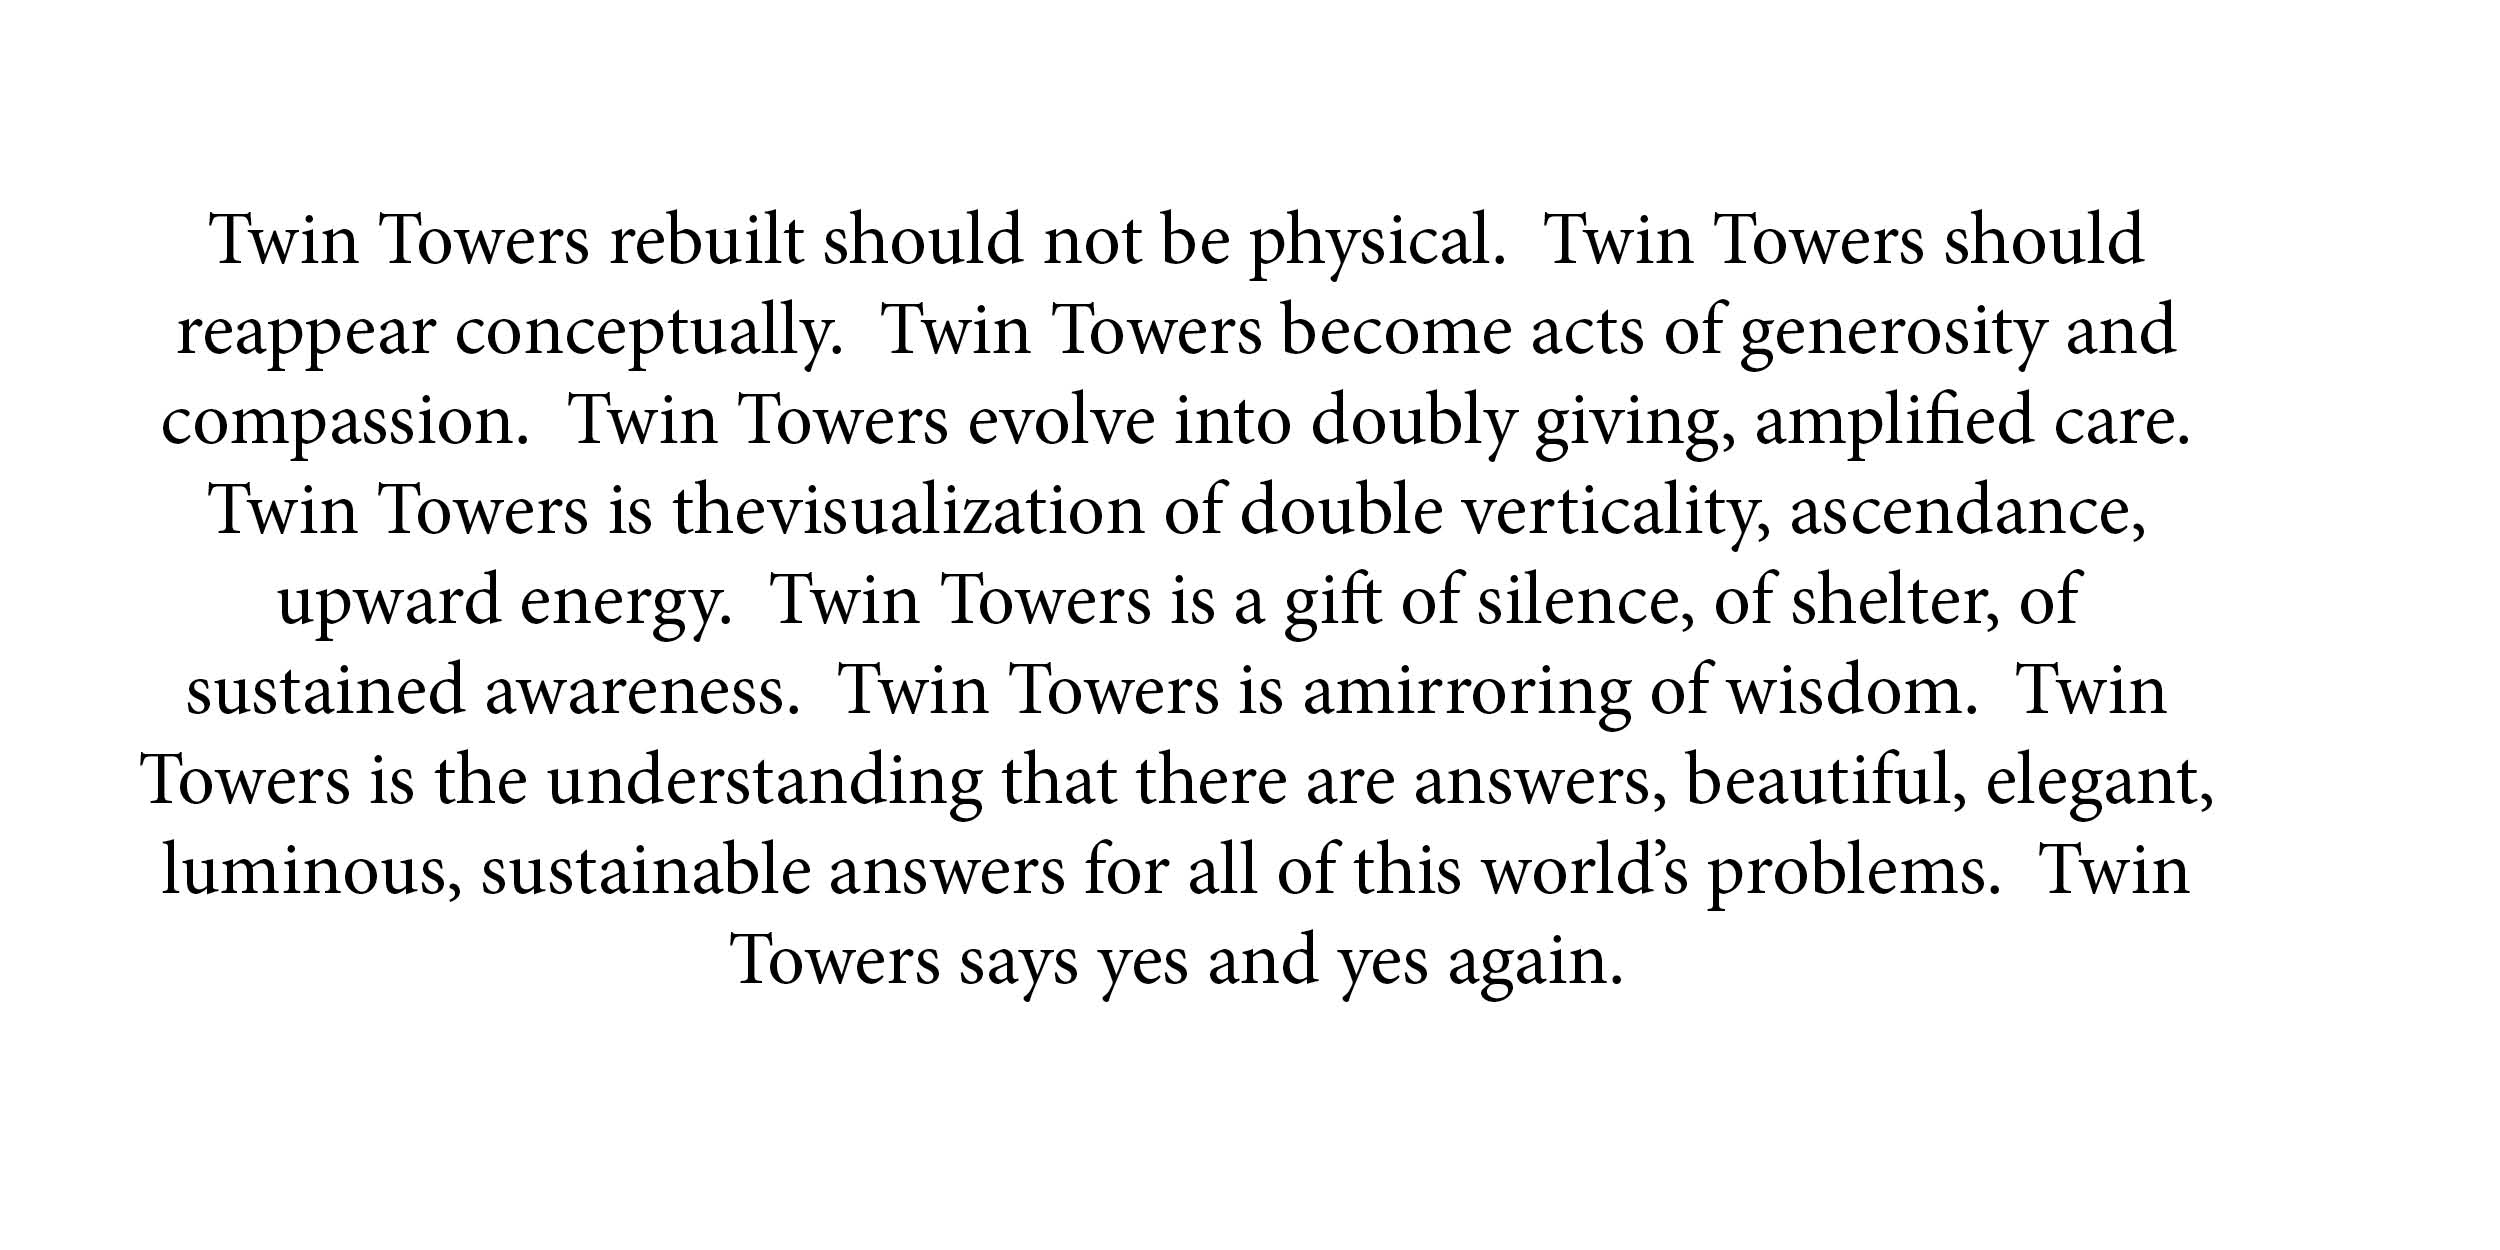 Twin Towers rebuilt should not be physical.  Twin Towers should
reappear conceptually.  Twin Towers become acts of generosity and
compassion.  Twin Towers evolve into doubly giving, amplified care.
Twin Towers is thevisualization of double verticality, ascendance,
upward energy.  Twin Towers is a gift of silence, of shelter, of
sustained awareness.  Twin Towers is amirroring of wisdom.  Twin
Towers is the understanding that there are answers, beautiful, elegant,
luminous, sustainable answers for all of this world’s problems.  Twin
Towers says yes and yes again.